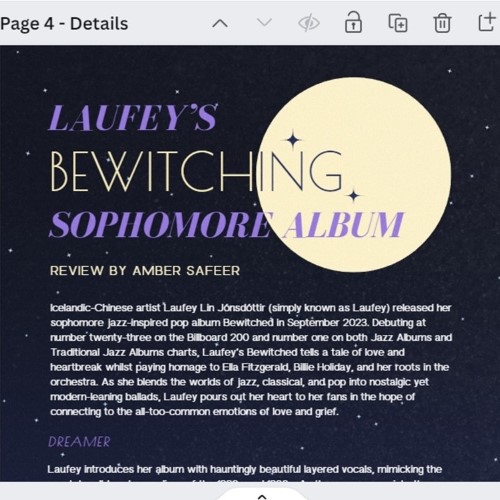 Page 4 - Details
LAUFEY'S
BEWITCHING
SOPHOMORE ALBUM
REVIEW BY AMBER SAFEER
Icelandic-Chinese artist Laufey Lin Jónsdóttir (simply known as Laufey) released her
sophomore jazz-inspired pop album Bewitched in September 2023. Debuting at
number twenty-three on the Billboard 200 and number one on both Jazz Albums and
Traditional Jazz Albums charts, Laufey's Bewitched tells a tale of love and
heartbreak whilst paying homage to Ella Fitzgerald, Billie Holiday, and her roots in the
orchestra. As she blends the worlds of jazz, classical, and pop into nostalgic yet
modern-leaning ballads, Laufey pours out her heart to her fans in the hope of
connecting to the all-too-common emotions of love and grief.
DREAMER
Laufey introduces her album with hauntingly beautiful layered vocals, mimicking the